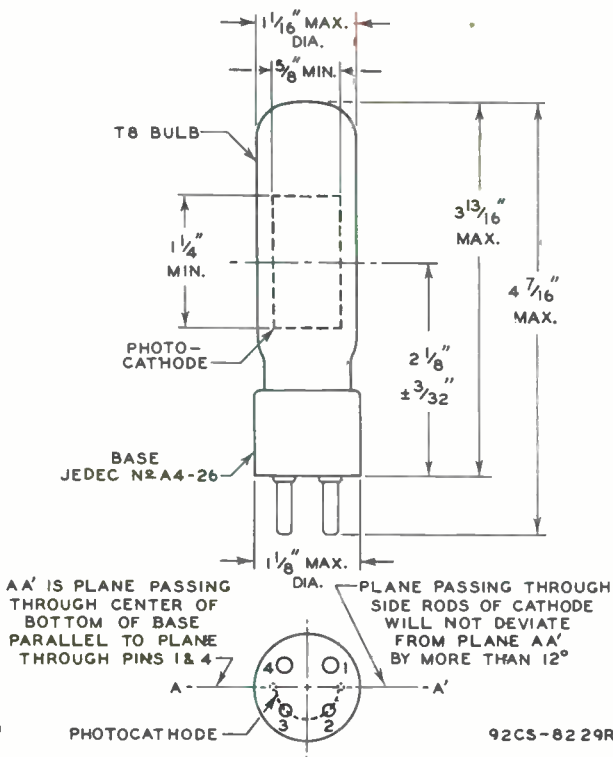 1 1/16" MAX.
DIA.
5/8" MIN.
T8 BULB
1 1/4"
MIN.
3 13/16"
MAX.
4 7/16"
MAX.
PHOTO-
CATHODE
2 1/8"
± 3/32"
BASE
JEDEC Nº A4-26
1 1/8" MAX.
DIA.
AA' IS PLANE PASSING
THROUGH CENTER OF
BOTTOM OF BASE
PARALLEL TO PLANE
THROUGH PINS 1 & 4
PLANE PASSING THROUGH
SIDE RODS OF CATHODE
WILL NOT DEVIATE
FROM PLANE AA'
BY MORE THAN 12°
4 1
A A'
3 2
PHOTOCATHODE
92CS-8229R